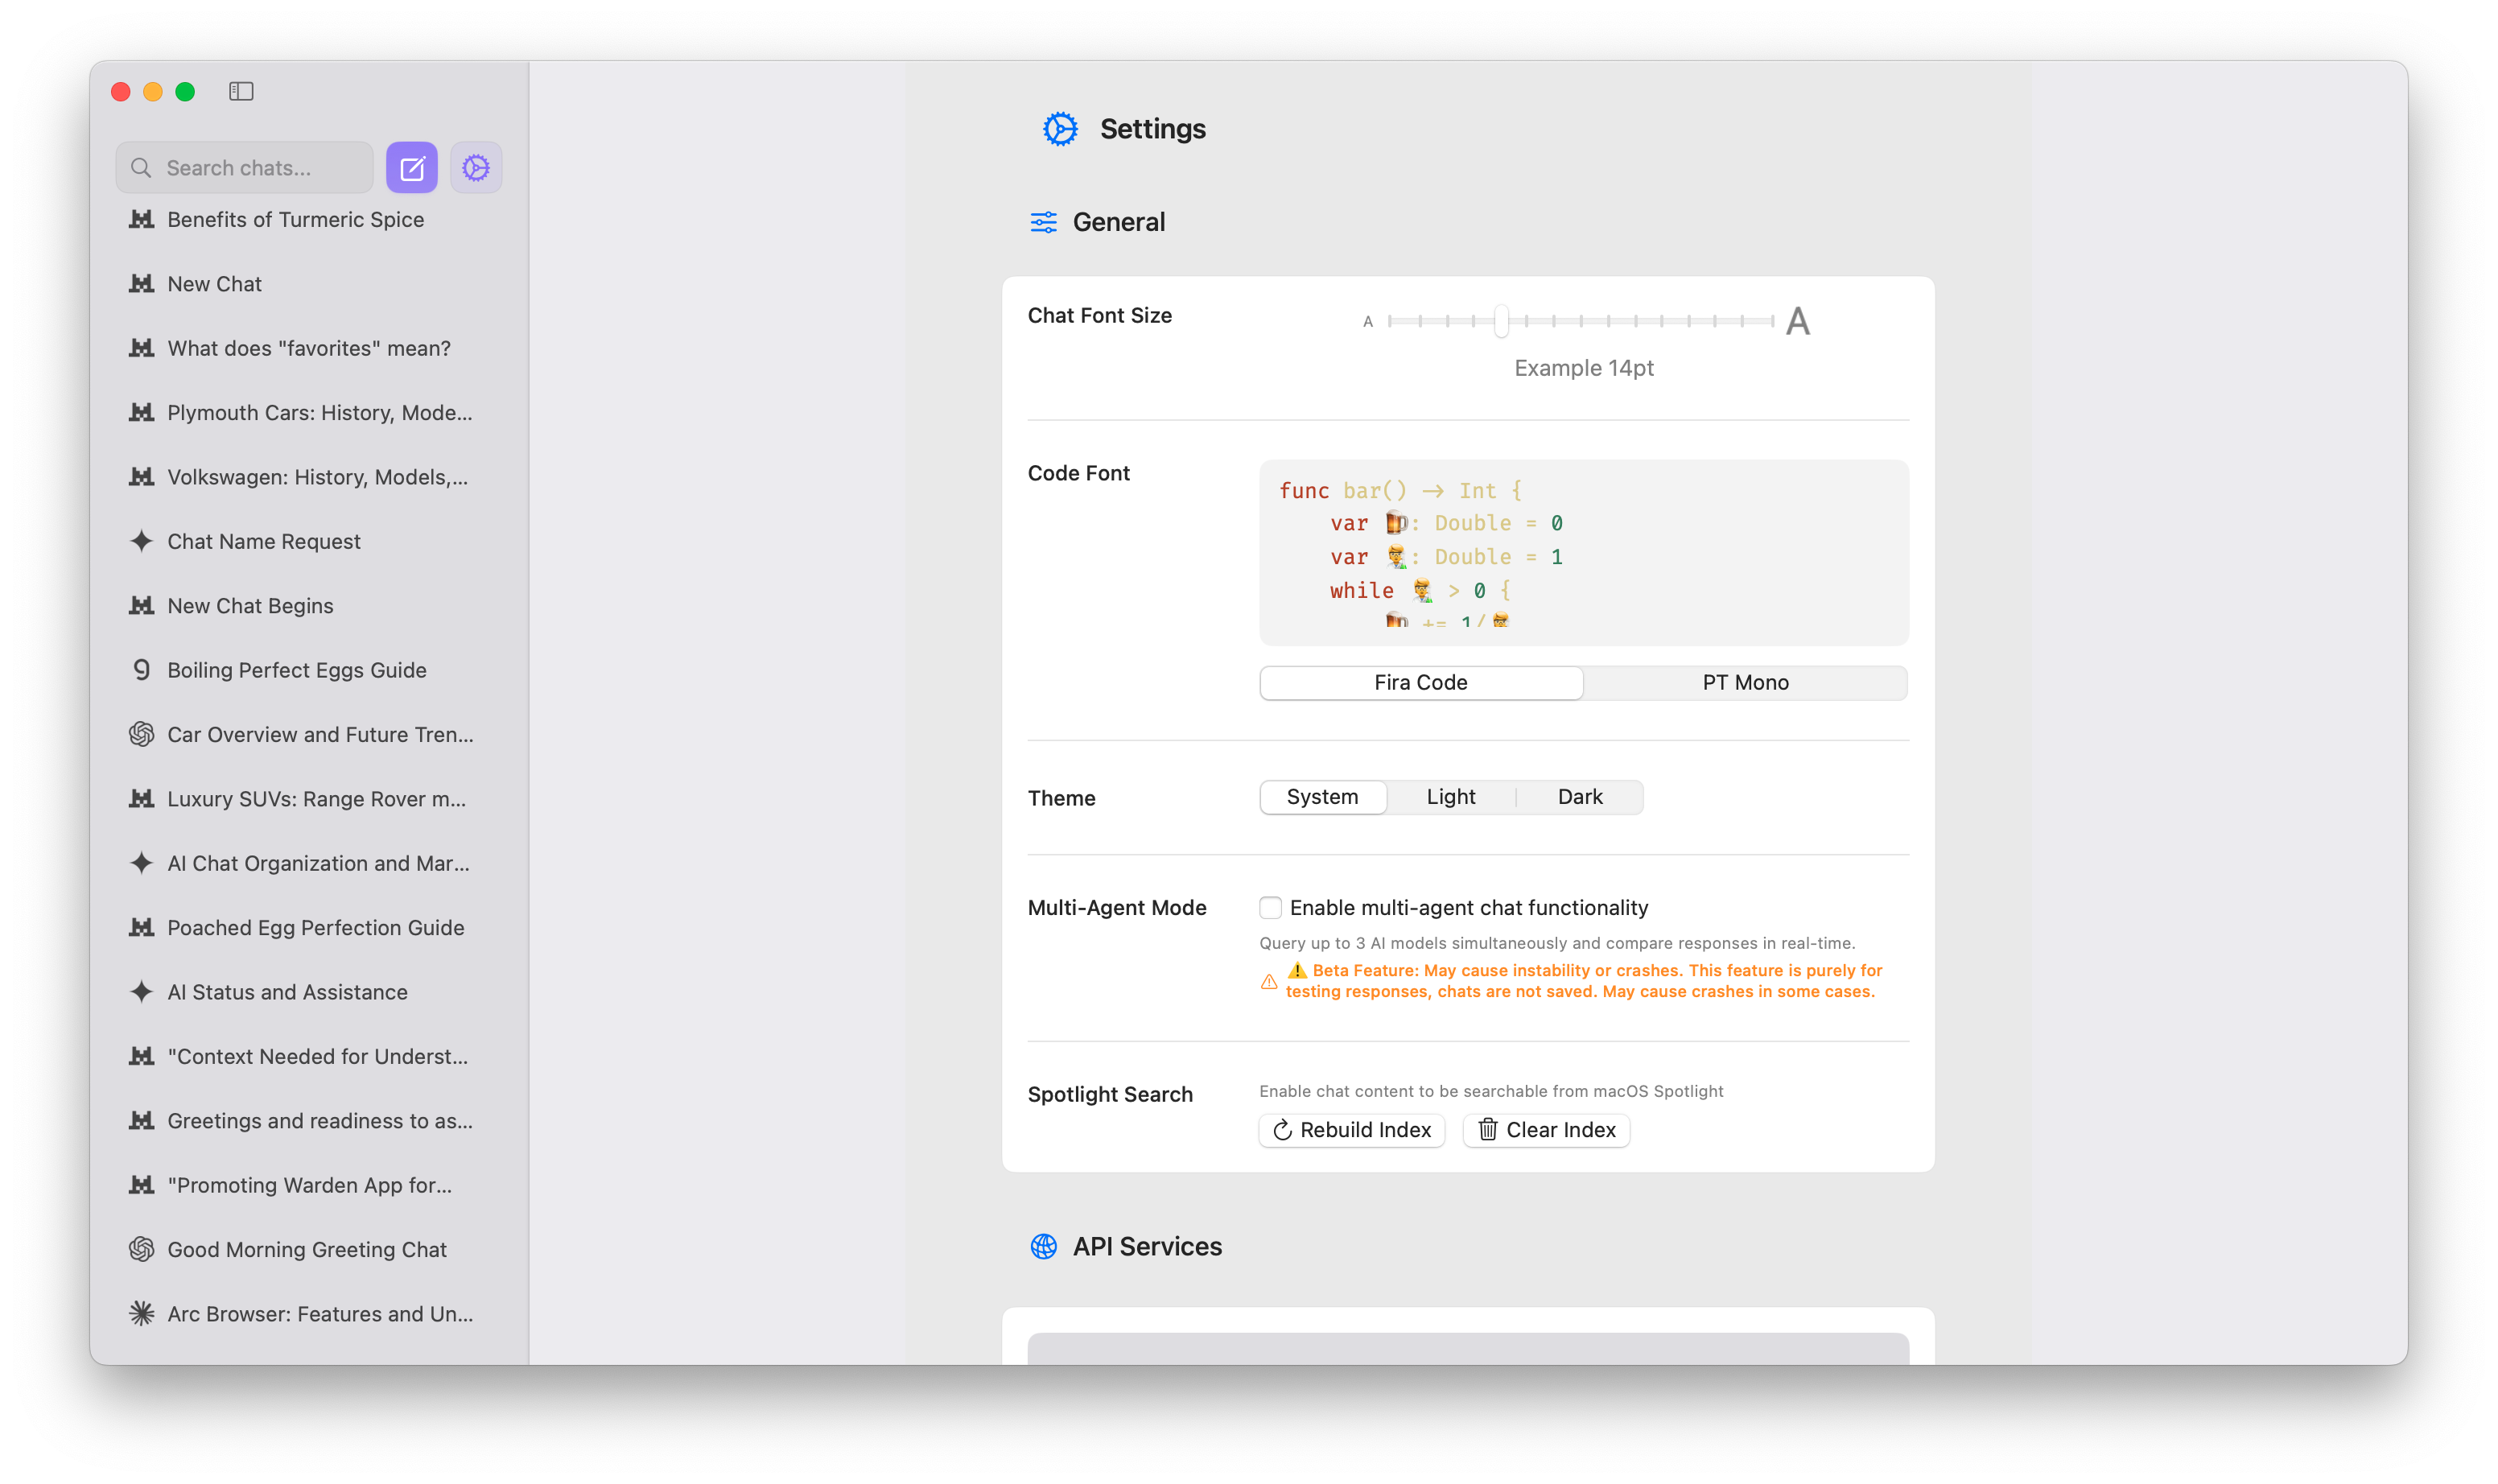 Search chats...
Benefits of Turmeric Spice
New Chat
What does "favorites" mean?
Plymouth Cars: History, Mode...
Volkswagen: History, Models,...
Chat Name Request
New Chat Begins
Boiling Perfect Eggs Guide
Car Overview and Future Tren...
Luxury SUVs: Range Rover m...
AI Chat Organization and Mar...
Poached Egg Perfection Guide
AI Status and Assistance
"Context Needed for Underst...
Greetings and readiness to as...
"Promoting Warden App for...
Good Morning Greeting Chat
Arc Browser: Features and Un...
Settings
General
Chat Font Size
A A
Example 14pt
Code Font
func bar() -> Int {
var 🍺: Double = 0
var 👨‍🔬: Double = 1
while 👨‍🔬 > 0 {
🍺 += 1/👨‍🔬
Fira Code PT Mono
Theme System Light Dark
Multi-Agent Mode Enable multi-agent chat functionality
Query up to 3 AI models simultaneously and compare responses in real-time.
⚠️ Beta Feature: May cause instability or crashes. This feature is purely for
testing responses, chats are not saved. May cause crashes in some cases.
Spotlight Search Enable chat content to be searchable from macOS Spotlight
Rebuild Index Clear Index
API Services